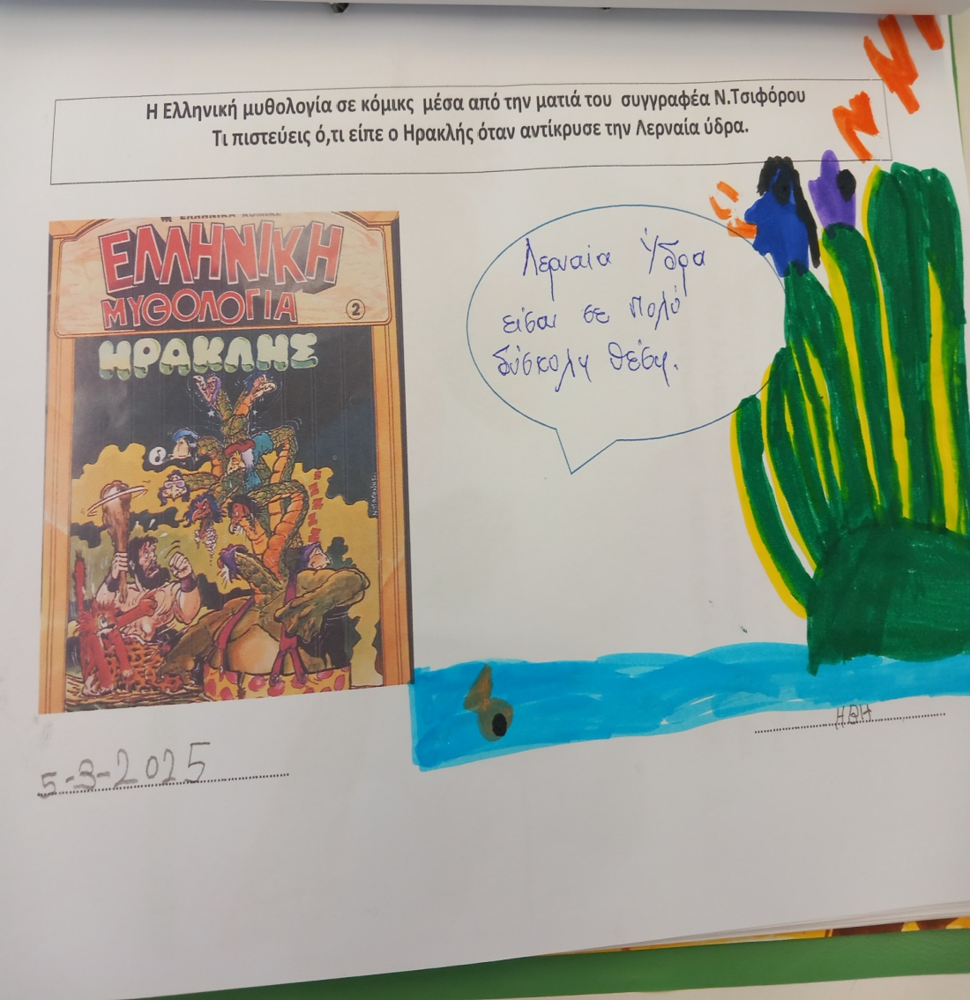 Η Ελληνική μυθολογία σε κόμικς μέσα από την ματιά του συγγραφέα Ν.Τσιφόρου
Τι πιστεύεις ό,τι είπε ο Ηρακλής όταν αντίκρυσε την Λερναία ύδρα.
ΕΛΛΗΝΙΚΑ ΚΟΜΙΚΣ
ΕΛΛΗΝΙΚΗ
ΜΥΘΟΛΟΓΙΑ 2
ΗΡΑΚΛΗΣ
Λερναία Ύδρα
είσαι σε πολύ
δύσκολη θέση.
5-3-2025
ΗΒΗ